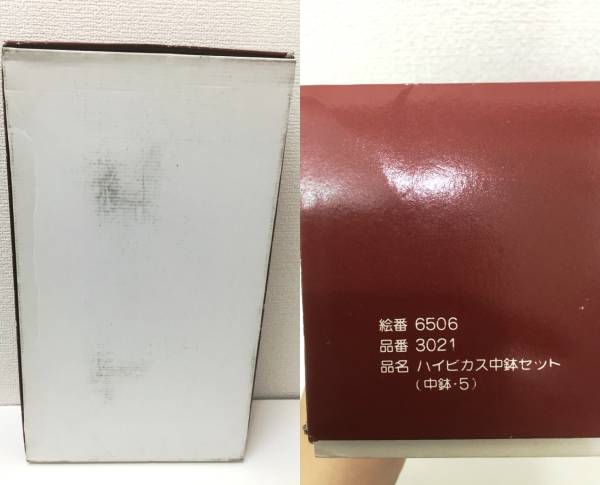 絵番 6506
品番 3021
品名 ハイビカス中鉢セット
(中鉢・5)